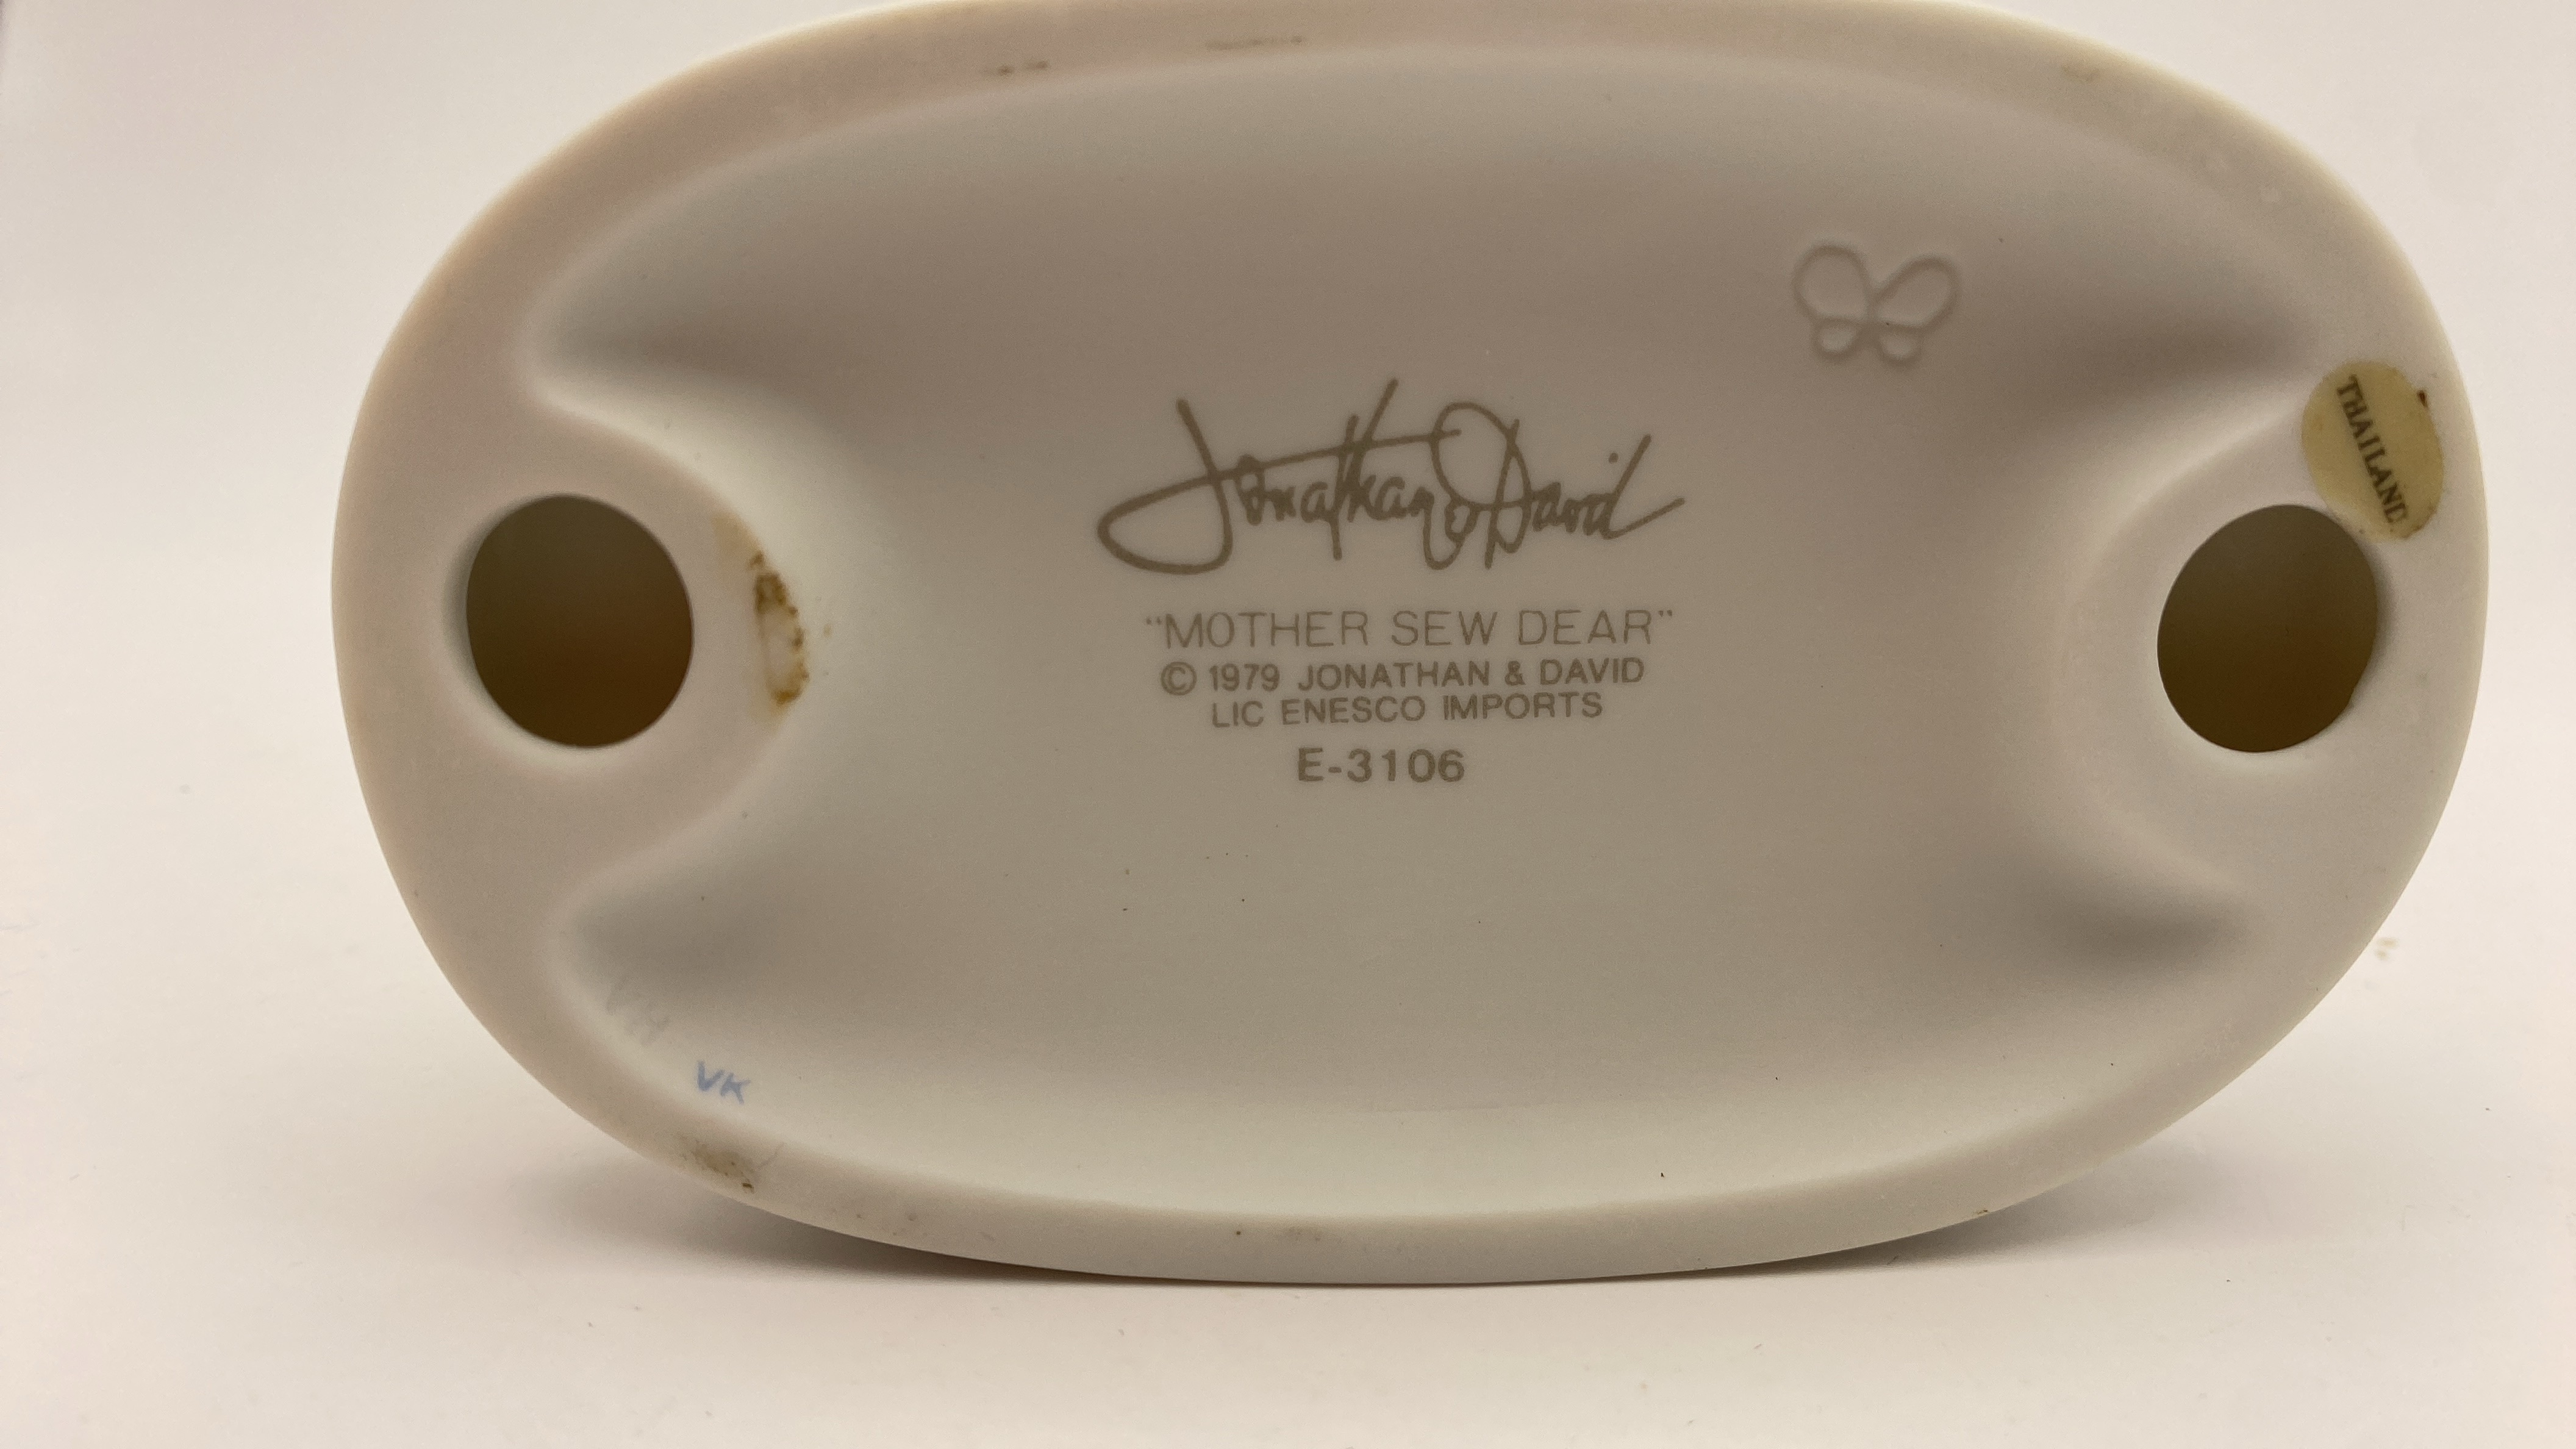 Jonathan & David
THAILAND
“MOTHER SEW DEAR”
© 1979 JONATHAN & DAVID
LIC ENESCO IMPORTS
E-3106
VK